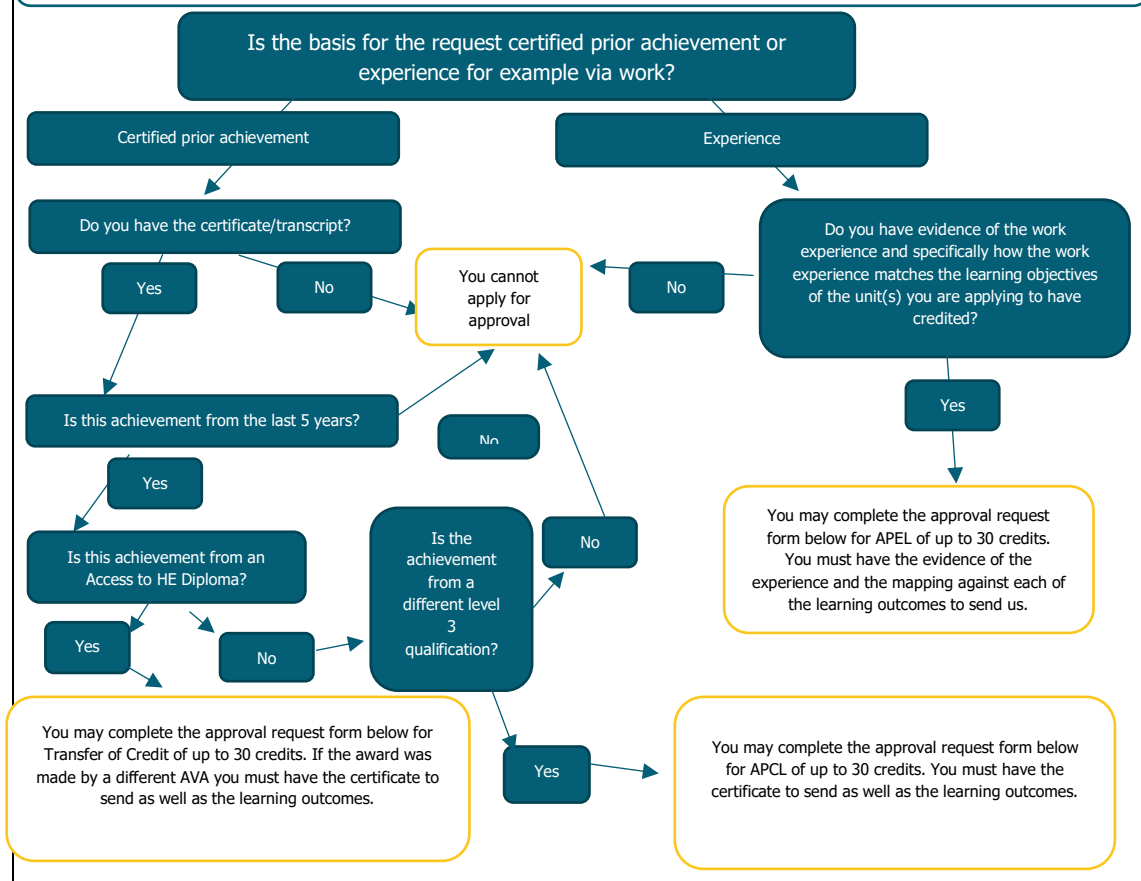 Is the basis for the request certified prior achievement or
experience for example via work?
Certified prior achievement
Experience
Do you have the certificate/transcript?
Do you have evidence of the work
experience and specifically how the work
experience matches the learning objectives
of the unit(s) you are applying to have
credited?
Yes
No
You cannot
apply for
approval
No
Yes
Is this achievement from the last 5 years?
No
Yes
Is this achievement from an
Access to HE Diploma?
Is the
achievement
from a
different level
3
qualification?
No
You may complete the approval request
form below for APEL of up to 30 credits.
You must have the evidence of the
experience and the mapping against each of
the learning outcomes to send us.
Yes
No
You may complete the approval request form below for
Transfer of Credit of up to 30 credits. If the award was
made by a different AVA you must have the certificate to
send as well as the learning outcomes.
Yes
You may complete the approval request form below
for APCL of up to 30 credits. You must have the
certificate to send as well as the learning outcomes.